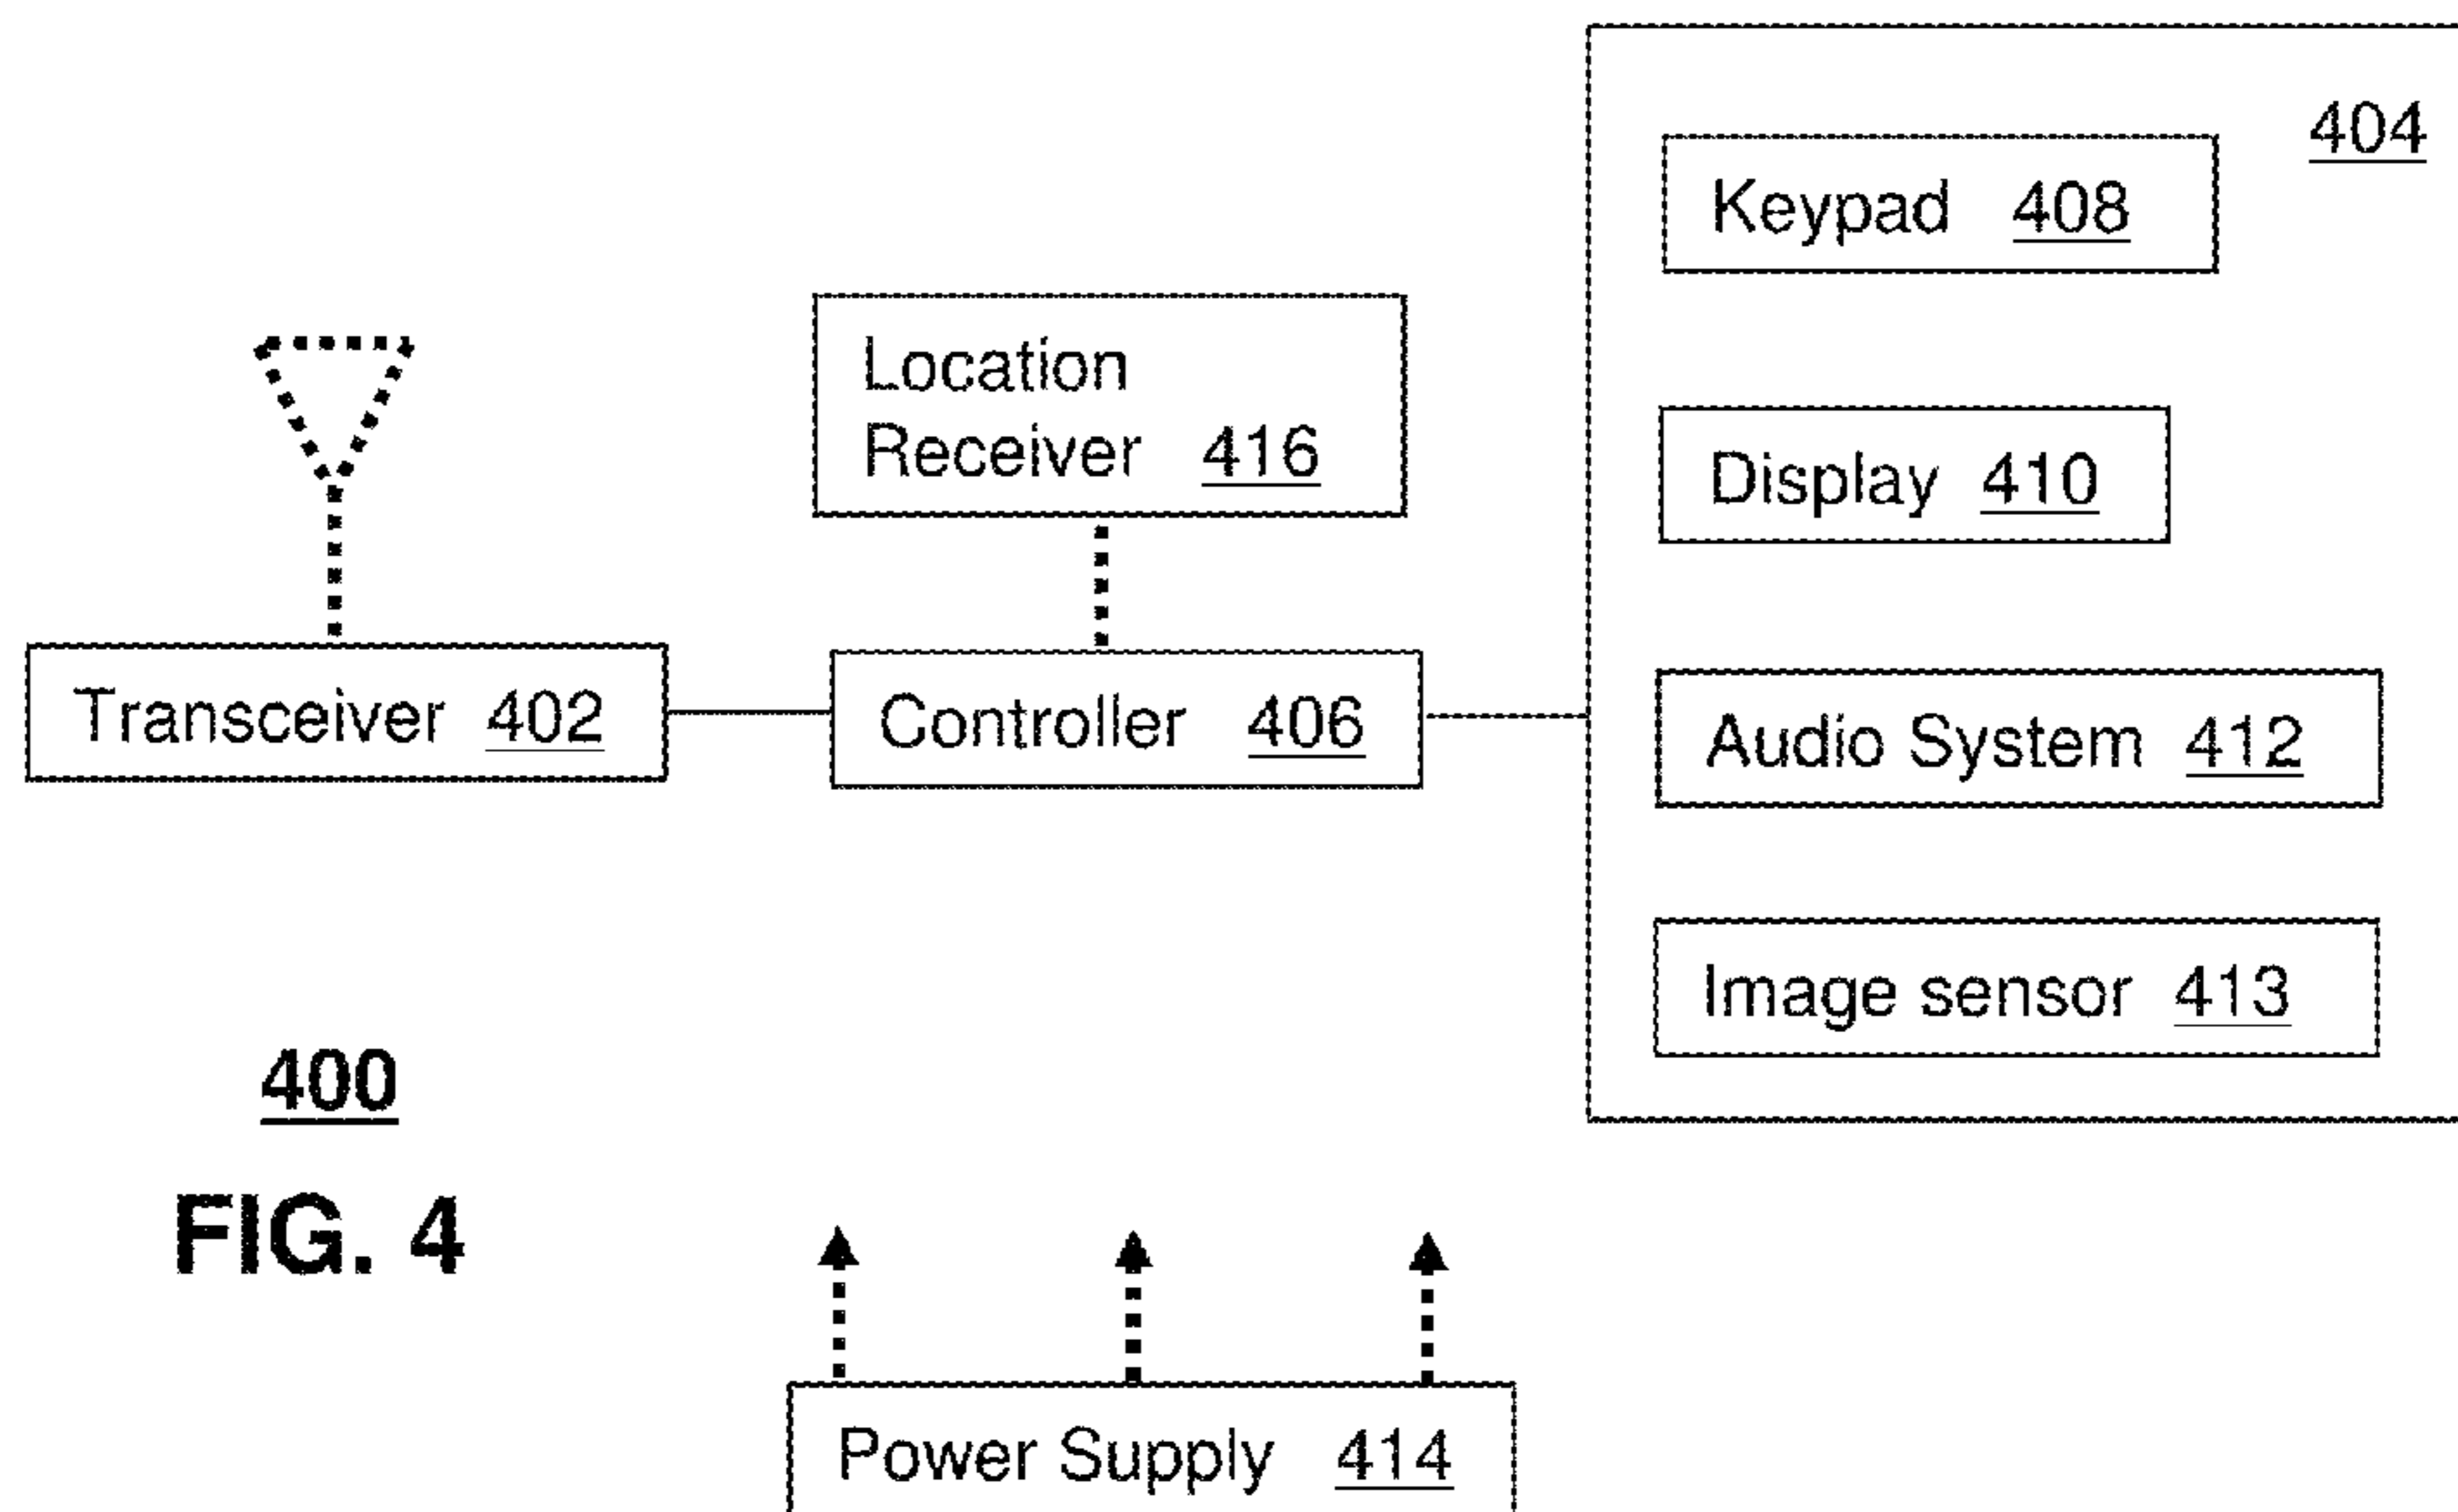 404
Keypad 408
Location
Receiver 416
Display 410
Transceiver 402
Controller 406
Audio System 412
Image sensor 413
400
FIG. 4
Power Supply 414